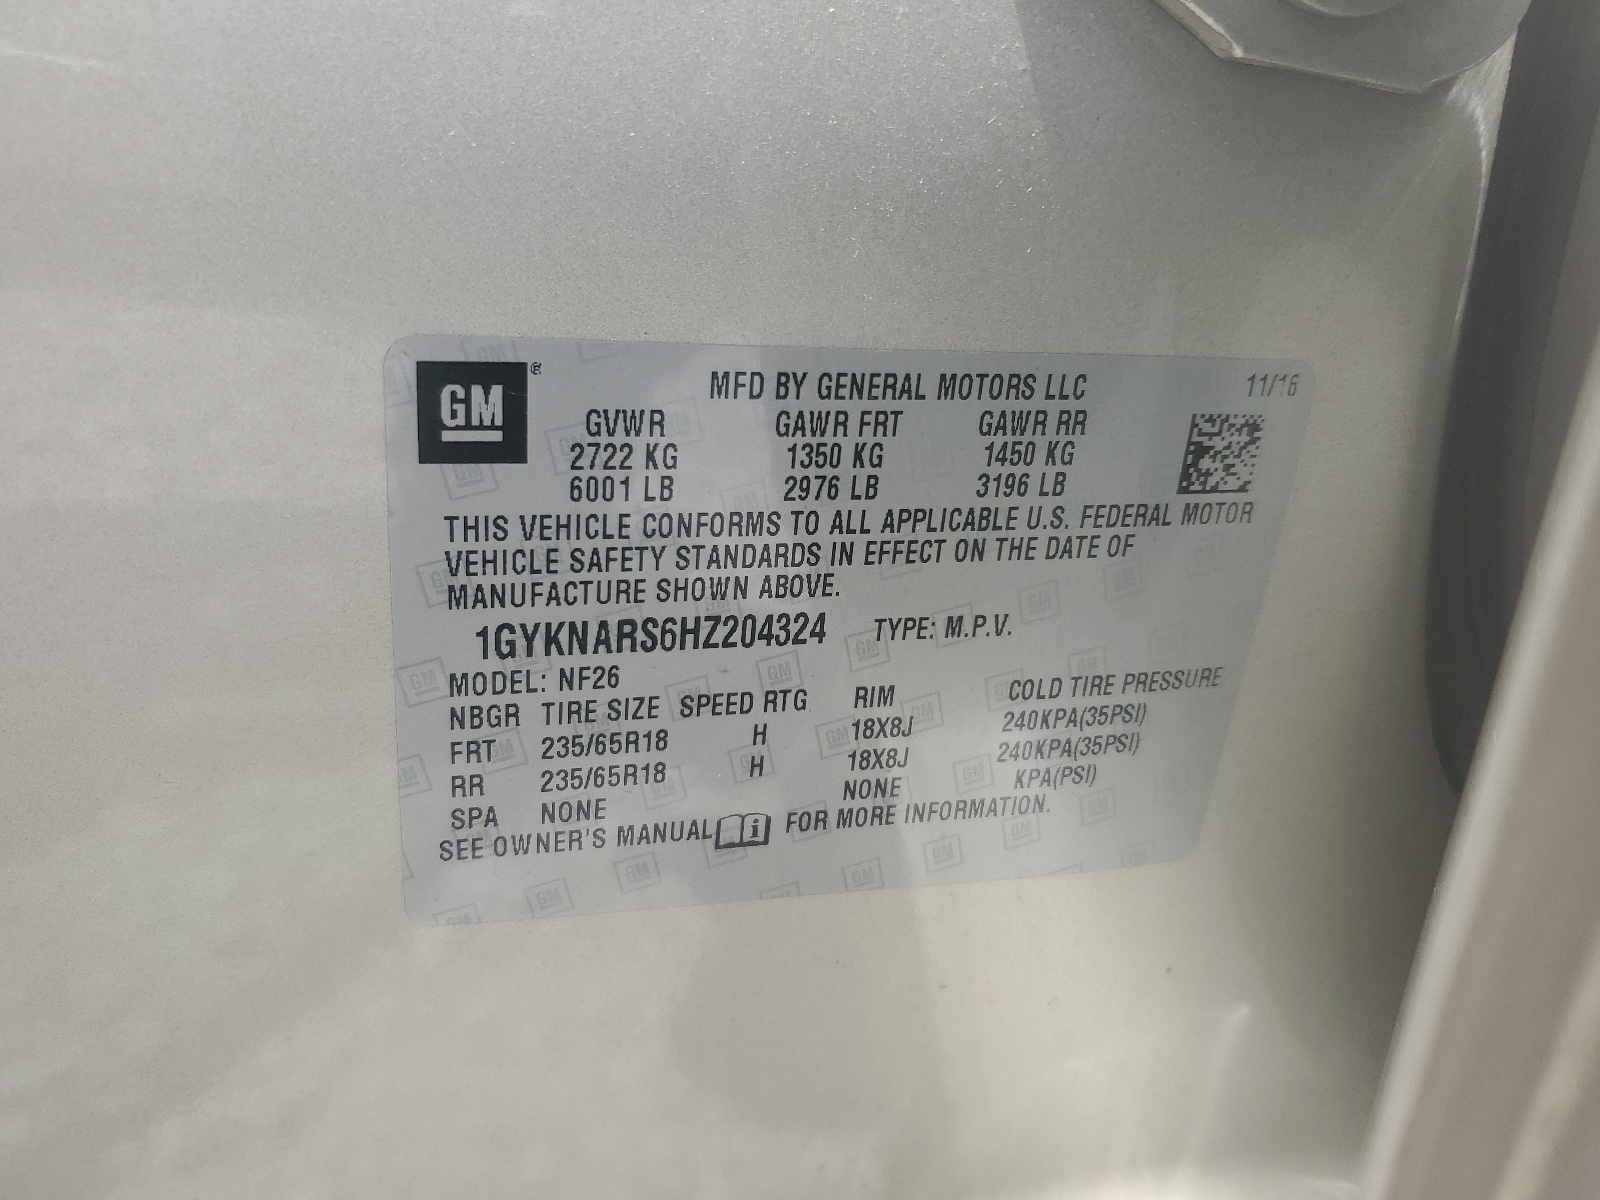 GM ® MFD BY GENERAL MOTORS LLC 11/16
GVWR GAWR FRT GAWR RR
2722 KG 1350 KG 1450 KG
6001 LB 2976 LB 3196 LB
THIS VEHICLE CONFORMS TO ALL APPLICABLE U.S. FEDERAL MOTOR
VEHICLE SAFETY STANDARDS IN EFFECT ON THE DATE OF
MANUFACTURE SHOWN ABOVE.
1GYKNARS6HZ204324 TYPE: M.P.V.
MODEL: NF26
NBGR TIRE SIZE SPEED RTG RIM COLD TIRE PRESSURE
FRT 235/65R18 H 18X8J 240KPA(35PSI)
RR 235/65R18 H 18X8J 240KPA(35PSI)
SPA NONE NONE KPA(PSI)
SEE OWNER'S MANUAL i FOR MORE INFORMATION.